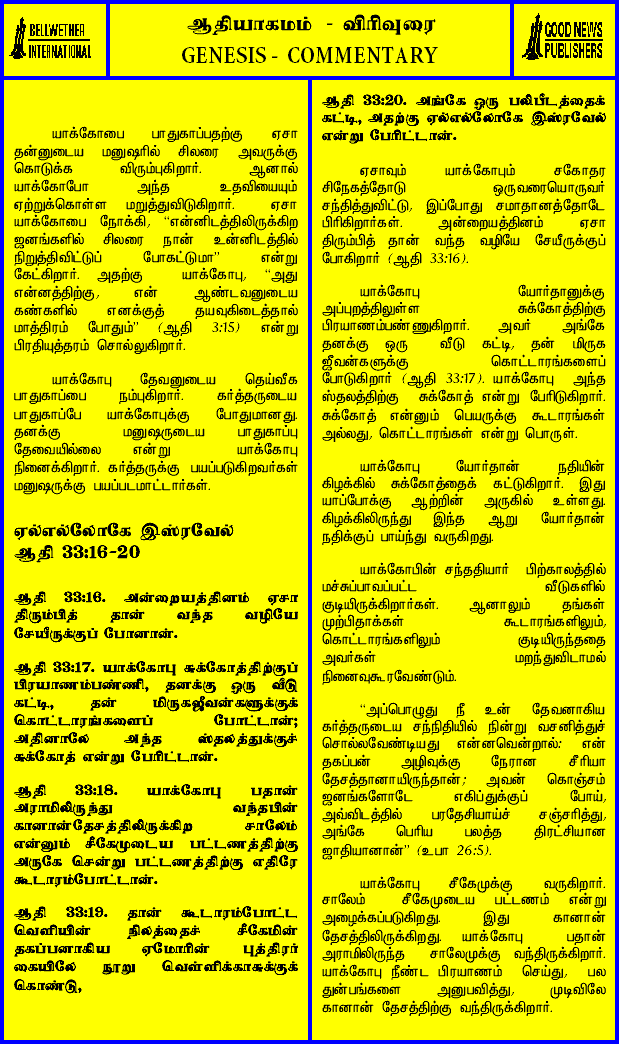 BELLWETHER
INTERNATIONAL
ஆதியாகமம் - விரிவுரை
GENESIS - COMMENTARY
GOOD NEWS
PUBLISHERS
யாக்கோபை பாதுகாப்பதற்கு ஏசா
தன்னுடைய மனுஷரில் சிலரை அவருக்கு
கொடுக்க விரும்புகிறார். ஆனால்
யாக்கோபோ அந்த உதவியையும்
ஏற்றுக்கொள்ள மறுத்துவிடுகிறார். ஏசா
யாக்கோபை நோக்கி, “என்னிடத்திலிருக்கிற
ஜனங்களில் சிலரை நான் உன்னிடத்தில்
நிறுத்திவிட்டுப் போகட்டுமா” என்று
கேட்கிறார். அதற்கு யாக்கோபு, “அது
என்னத்திற்கு, என் ஆண்டவனுடைய
கண்களில் எனக்குத் தயவுகிடைத்தால்
மாத்திரம் போதும்” (ஆதி 3:15) என்று
பிரதியுத்தரம் சொல்லுகிறார்.
யாக்கோபு தேவனுடைய தெய்வீக
பாதுகாப்பை நம்புகிறார். கர்த்தருடைய
பாதுகாப்பே யாக்கோபுக்கு போதுமானது.
தனக்கு மனுஷருடைய பாதுகாப்பு
தேவையில்லை என்று யாக்கோபு
நினைக்கிறார். கர்த்தருக்கு பயப்படுகிறவர்கள்
மனுஷருக்கு பயப்படமாட்டார்கள்.
ஏல்எல்லோகே இஸ்ரவேல்
ஆதி 33:16-20
ஆதி 33:16. அன்றையத்தினம் ஏசா
திரும்பித் தான் வந்த வழியே
சேயீருக்குப் போனான்.
ஆதி 33:17. யாக்கோபு சுக்கோத்திற்குப்
பிரயாணம்பண்ணி, தனக்கு ஒரு வீடு
கட்டி, தன் மிருகஜீவன்களுக்குக்
கொட்டாரங்களைப் போட்டான்;
அதினாலே அந்த ஸ்தலத்துக்குச்
சுக்கோத் என்று பேரிட்டான்.
ஆதி 33:18. யாக்கோபு பதான்
அராமிலிருந்து வந்தபின்
கானான்தேசத்திலிருக்கிற சாலேம்
என்னும் சீகேமுடைய பட்டணத்திற்கு
அருகே சென்று பட்டணத்திற்கு எதிரே
கூடாரம்போட்டான்.
ஆதி 33:19. தான் கூடாரம்போட்ட
வெளியின் நிலத்தைச் சீகேமின்
தகப்பனாகிய ஏமோரின் புத்திரர்
கையிலே நூறு வெள்ளிக்காசுக்குக்
கொண்டு,
ஆதி 33:20. அங்கே ஒரு பலிபீடத்தைக்
கட்டி, அதற்கு ஏல்எல்லோகே இஸ்ரவேல்
என்று பேரிட்டான்.
ஏசாவும் யாக்கோபும் சகோதர
சிநேகத்தோடு ஒருவரையொருவர்
சந்தித்துவிட்டு, இப்போது சமாதானத்தோடே
பிரிகிறார்கள். அன்றையத்தினம் ஏசா
திரும்பித் தான் வந்த வழியே சேயீருக்குப்
போகிறார் (ஆதி 33:16).
யாக்கோபு யோர்தானுக்கு
அப்புறத்திலுள்ள சுக்கோத்திற்கு
பிரயாணம்பண்ணுகிறார். அவர் அங்கே
தனக்கு ஒரு வீடு கட்டி, தன் மிருக
ஜீவன்களுக்கு கொட்டாரங்களைப்
போடுகிறார் (ஆதி 33:17). யாக்கோபு அந்த
ஸ்தலத்திற்கு சுக்கோத் என்று பேரிடுகிறார்.
சுக்கோத் என்னும் பெயருக்கு கூடாரங்கள்
அல்லது, கொட்டாரங்கள் என்று பொருள்.
யாக்கோபு யோர்தான் நதியின்
கிழக்கில் சுக்கோத்தைக் கட்டுகிறார். இது
யாப்போக்கு ஆற்றின் அருகில் உள்ளது.
கிழக்கிலிருந்து இந்த ஆறு யோர்தான்
நதிக்குப் பாய்ந்து வருகிறது.
யாக்கோபின் சந்ததியார் பிற்காலத்தில்
மச்சுப்பாவப்பட்ட வீடுகளில்
குடியிருக்கிறார்கள். ஆனாலும் தங்கள்
முற்பிதாக்கள் கூடாரங்களிலும்,
கொட்டாரங்களிலும் குடியிருந்ததை
அவர்கள் மறந்துவிடாமல்
நினைவுகூரவேண்டும்.
“அப்பொழுது நீ உன் தேவனாகிய
கர்த்தருடைய சந்நிதியில் நின்று வசனித்துச்
சொல்லவேண்டியது என்னவென்றால்: என்
தகப்பன் அழிவுக்கு நேரான சீரியா
தேசத்தானாயிருந்தான்; அவன் கொஞ்சம்
ஜனங்களோடே எகிப்துக்குப் போய்,
அவ்விடத்தில் பரதேசியாய்ச் சஞ்சரித்து,
அங்கே பெரிய பலத்த திரட்சியான
ஜாதியானான்” (உபா 26:5).
யாக்கோபு சீகேமுக்கு வருகிறார்.
சாலேம் சீகேமுடைய பட்டணம் என்று
அழைக்கப்படுகிறது. இது கானான்
தேசத்திலிருக்கிறது. யாக்கோபு பதான்
அராமிலிருந்த சாலேமுக்கு வந்திருக்கிறார்.
யாக்கோபு நீண்ட பிரயாணம் செய்து, பல
துன்பங்களை அனுபவித்து, முடிவிலே
கானான் தேசத்திற்கு வந்திருக்கிறார்.